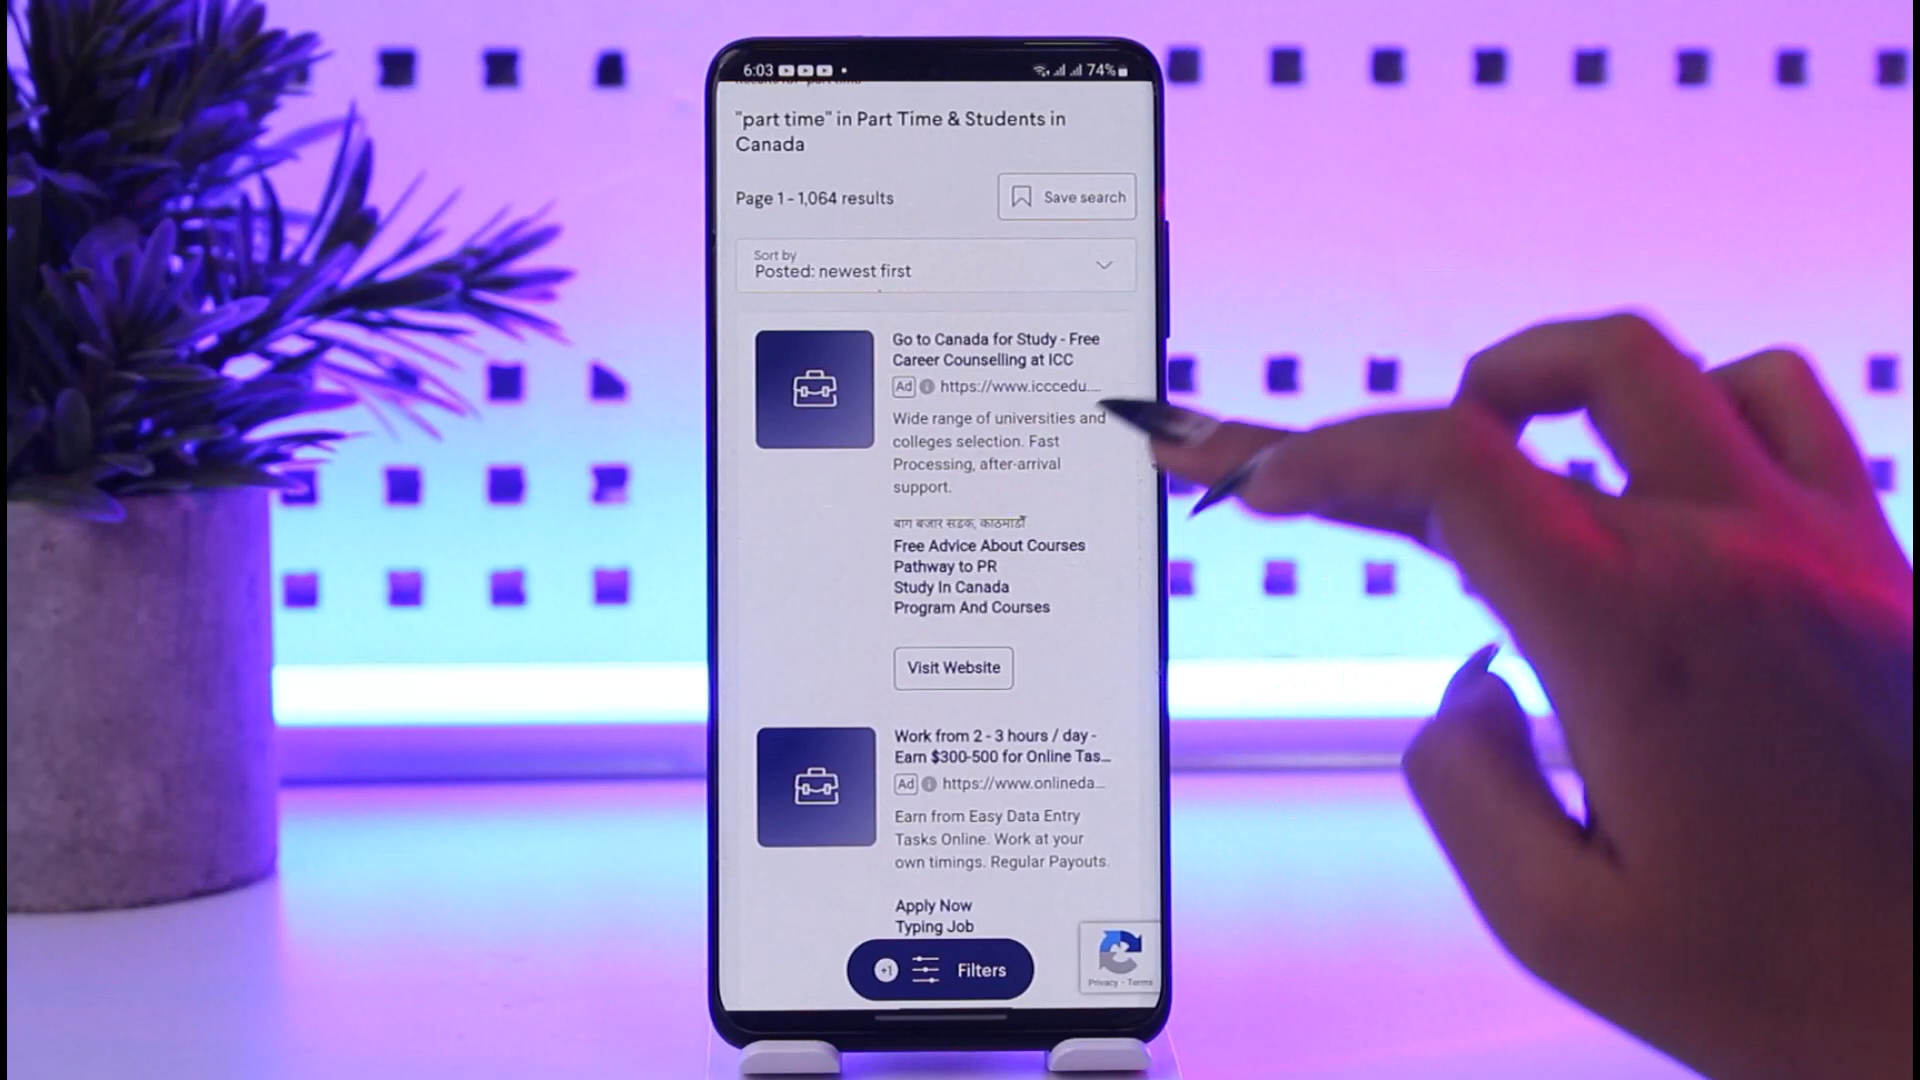 6:03
74%
"part time" in Part Time & Students in
Canada
Page 1 - 1,064 results
Save search
Sort by
Posted: newest first
Go to Canada for Study - Free
Career Counselling at ICC
Ad https://www.icccedu....
Wide range of universities and
colleges selection. Fast
Processing, after-arrival
support.
बाग बजार सडक, काठमाडौँ
Free Advice About Courses
Pathway to PR
Study In Canada
Program And Courses
Visit Website
Work from 2 - 3 hours / day -
Earn $300-500 for Online Tas...
Ad https://www.onlineda...
Earn from Easy Data Entry
Tasks Online. Work at your
own timings. Regular Payouts.
Apply Now
Typing Job
+1 Filters
Privacy - Terms